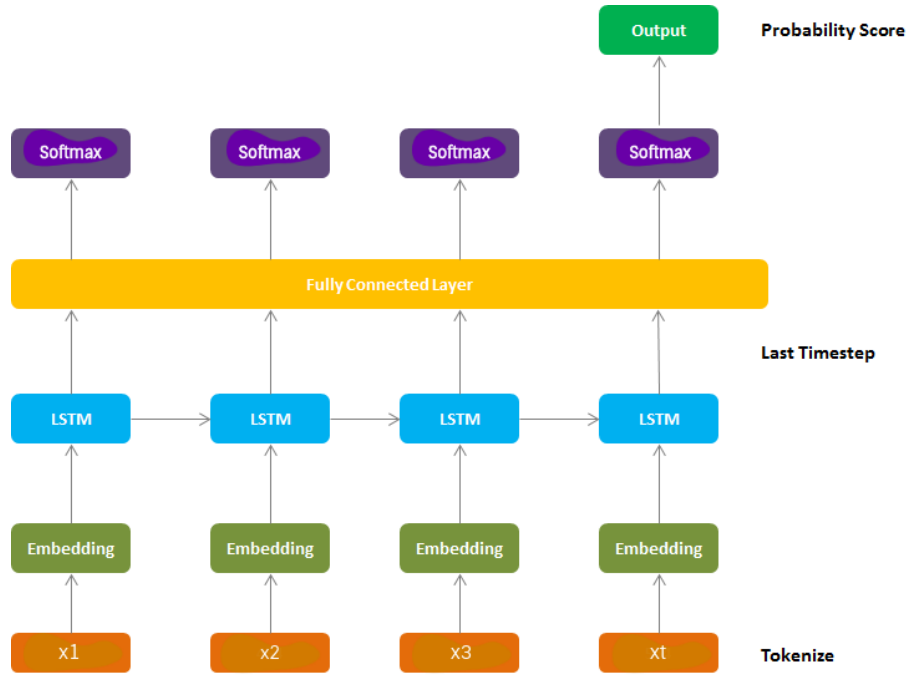 Output Probability Score
Softmax Softmax Softmax Softmax
Fully Connected Layer
Last Timestep
LSTM LSTM LSTM LSTM
Embedding Embedding Embedding Embedding
x1 x2 x3 xt
Tokenize